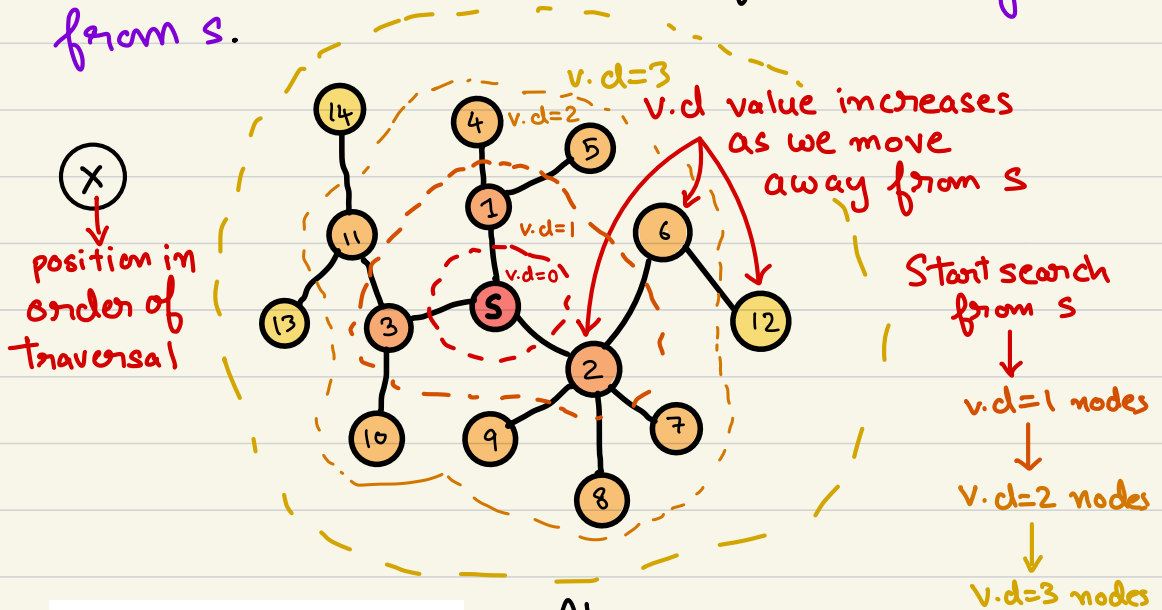 from s.
v.d=3
14
4
v.d=2
5
v.d value increases
as we move
away from s
X
1
6
11
v.d=1
position in
order of
traversal
v.d=0
S
13
3
12
Start search
from s
2
v.d=1 nodes
10
9
7
8
v.d=2 nodes
v.d=3 nodes